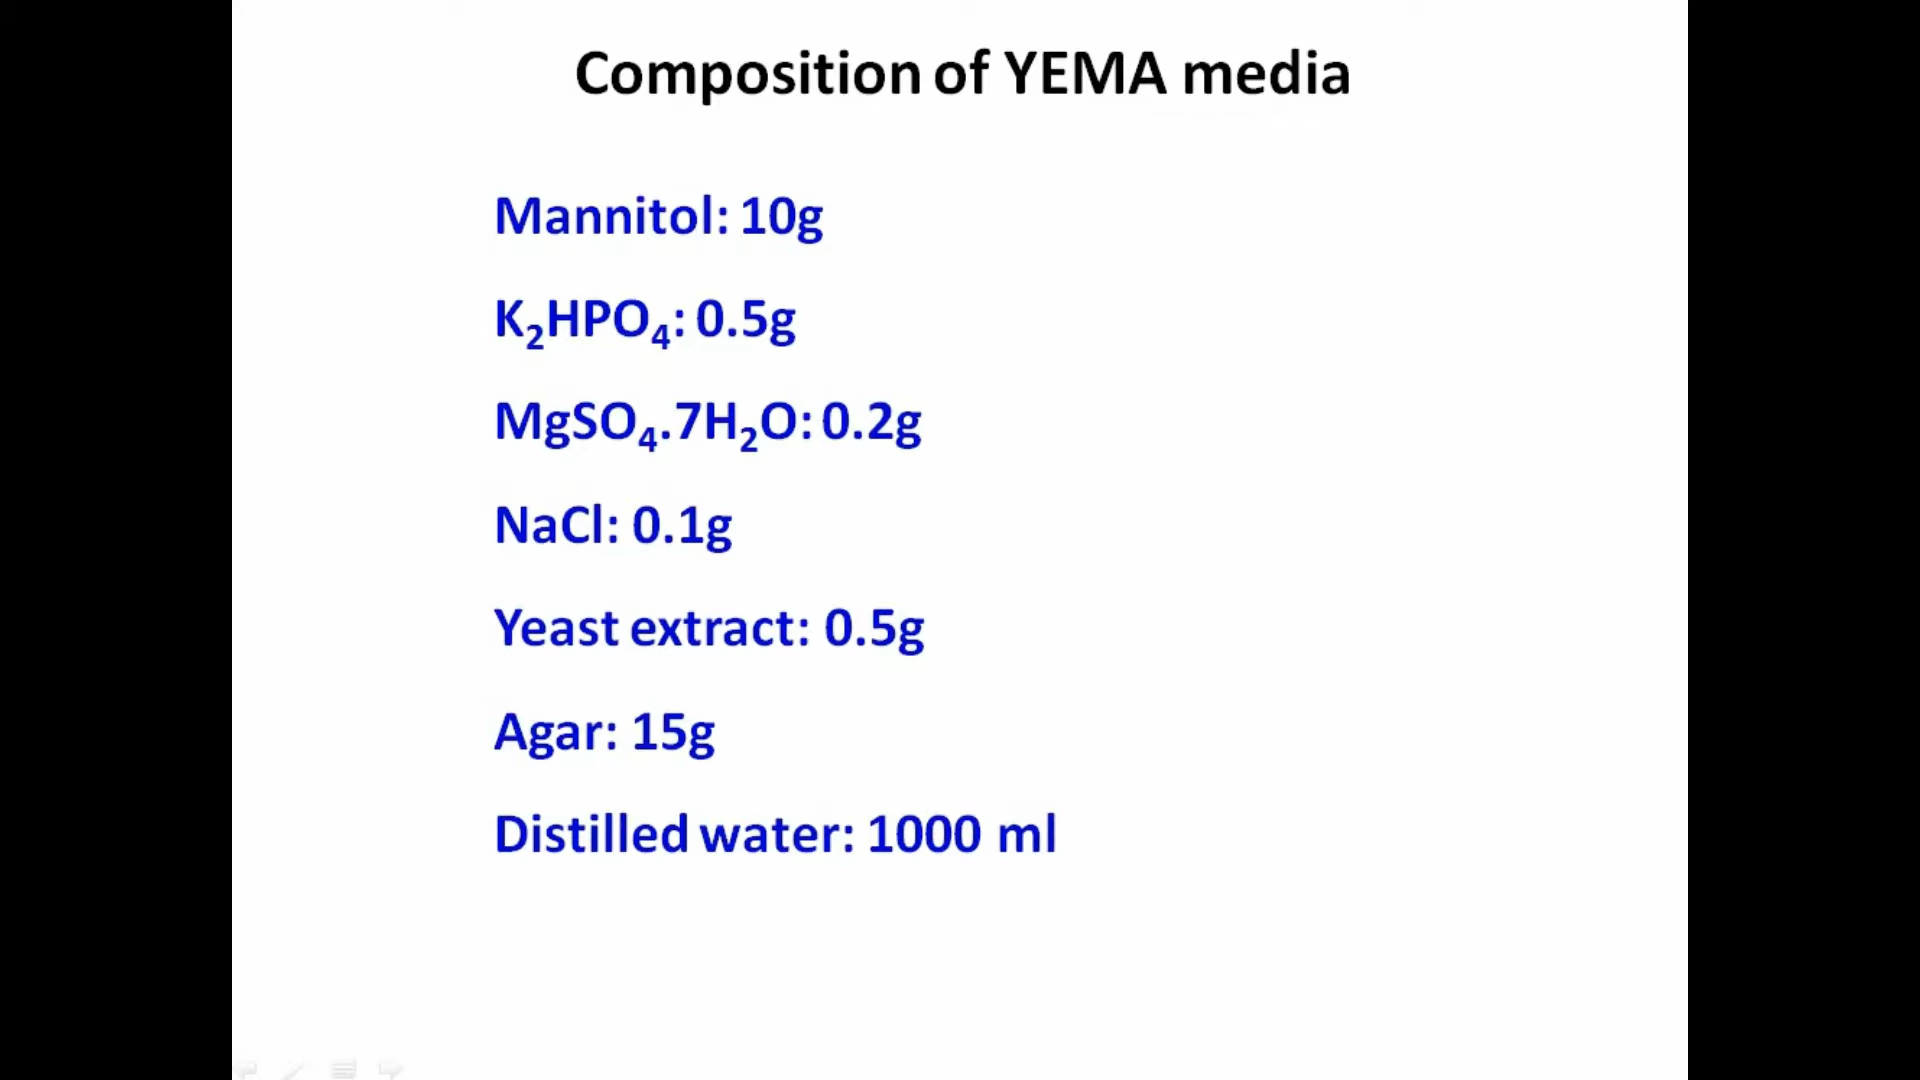 Composition of YEMA media
Mannitol: 10g
K₂HPO₄: 0.5g
MgSO₄.7H₂O: 0.2g
NaCl: 0.1g
Yeast extract: 0.5g
Agar: 15g
Distilled water: 1000 ml